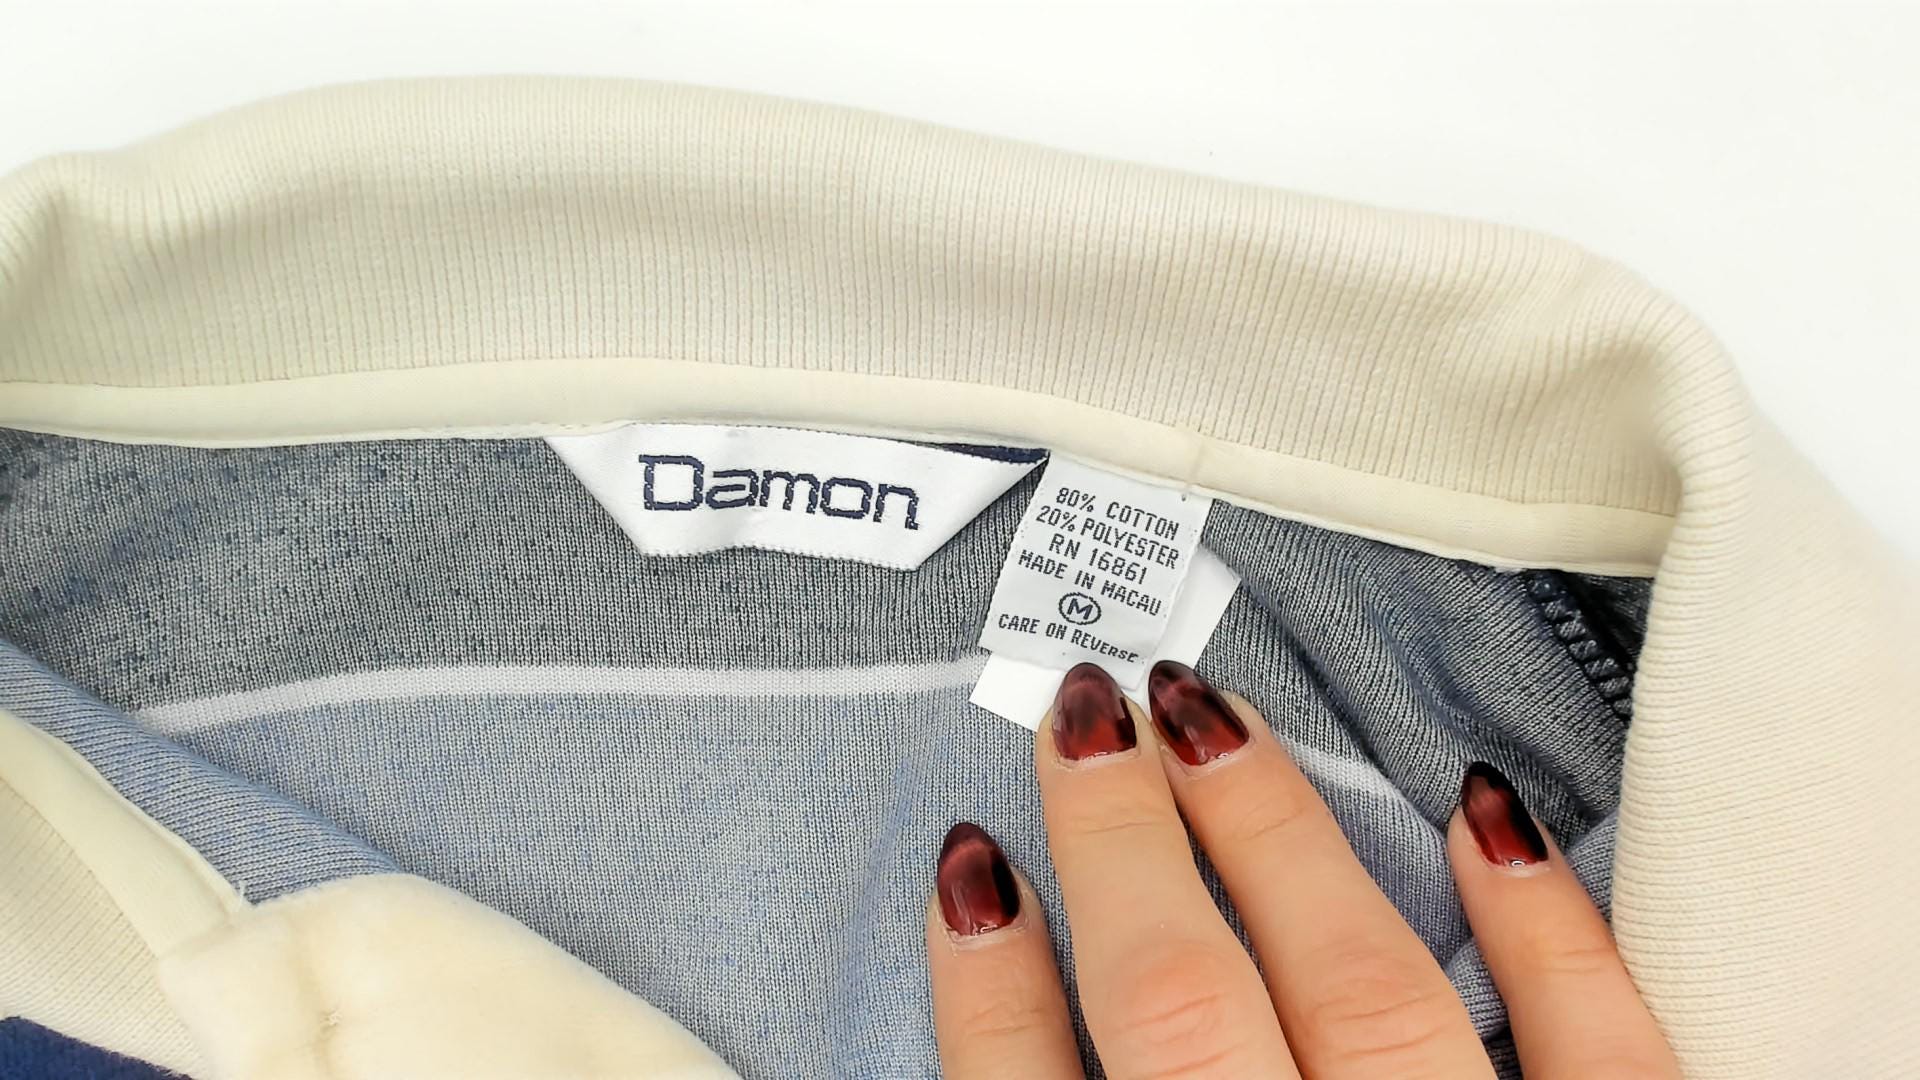 Damon
80% COTTON
20% POLYESTER
RN 16861
MADE IN MACAU
M
CARE ON REVERSE